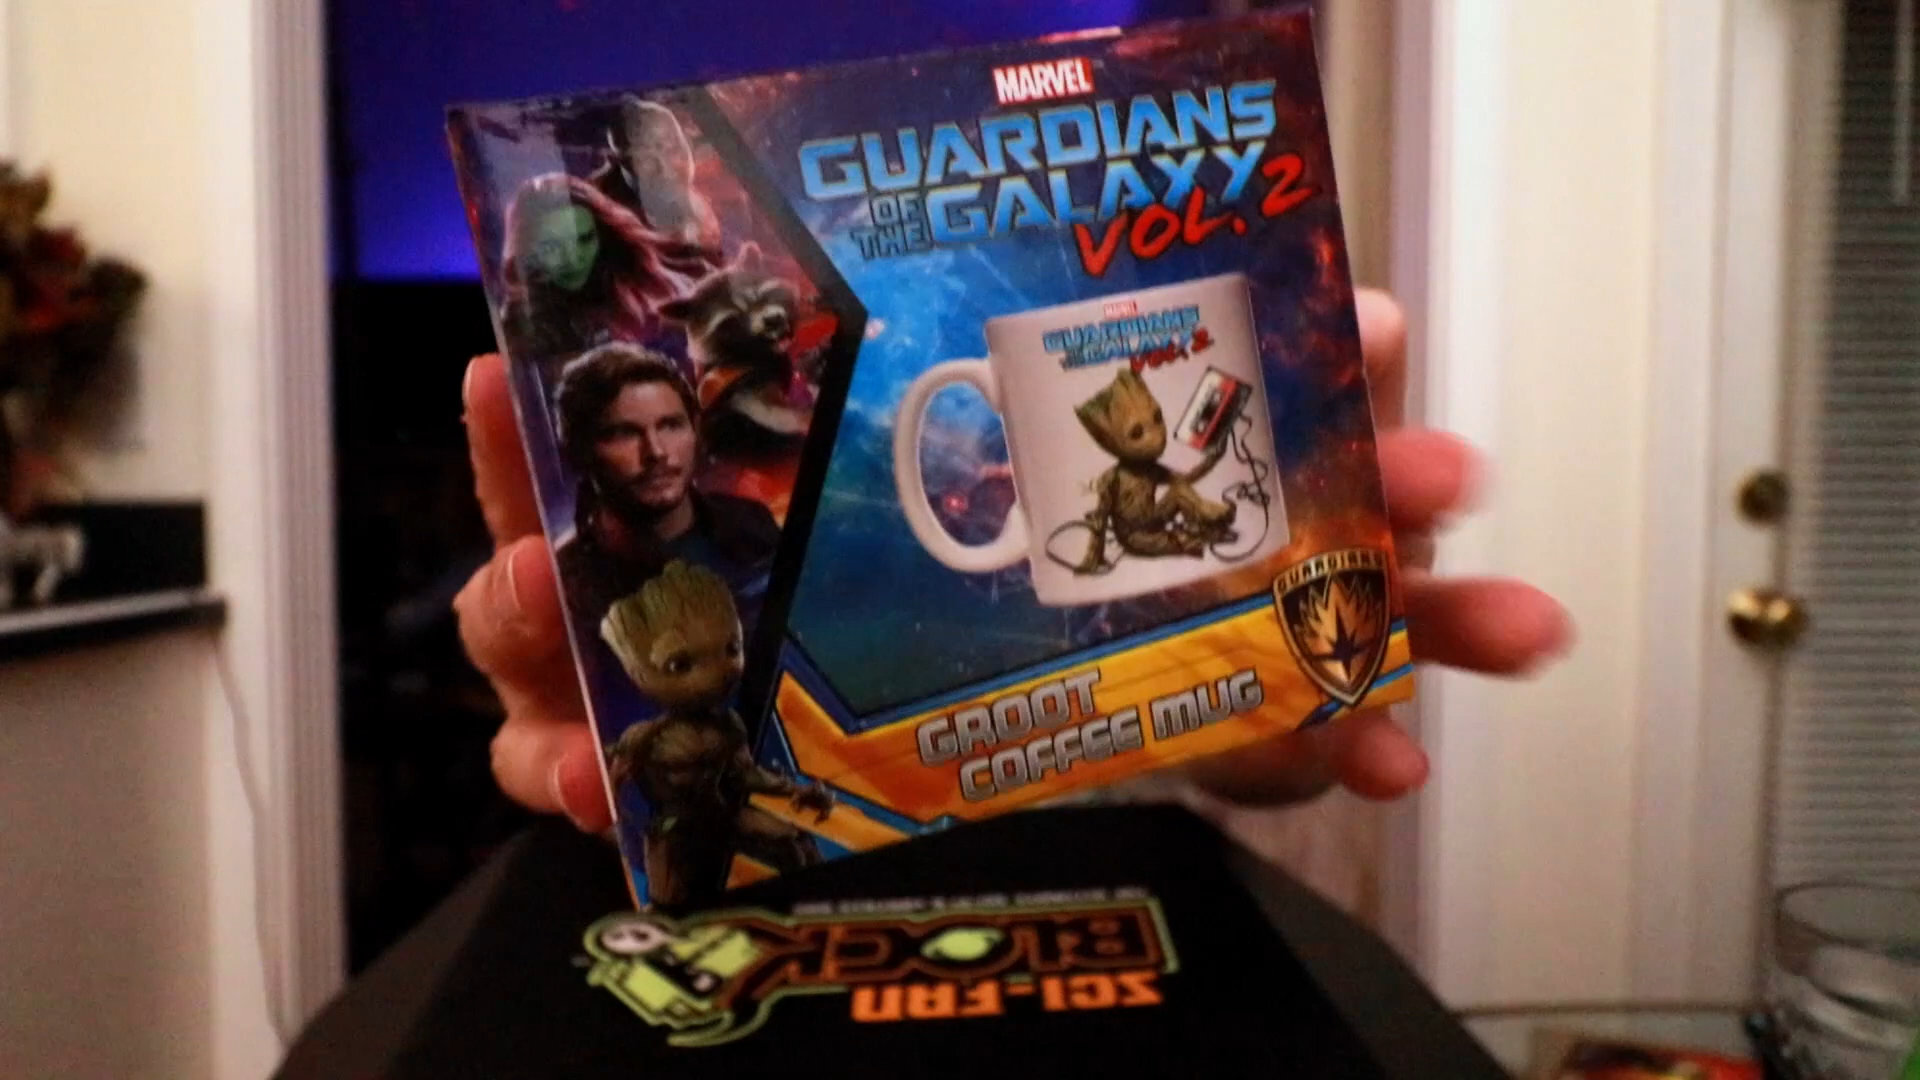 MARVEL
GUARDIANS
OF THE GALAXY
VOL. 2
MARVEL
GUARDIANS
OF THE GALAXY
VOL. 2
GUARDIANS
GROOT
COFFEE MUG
SCI-FAN
BLOCK